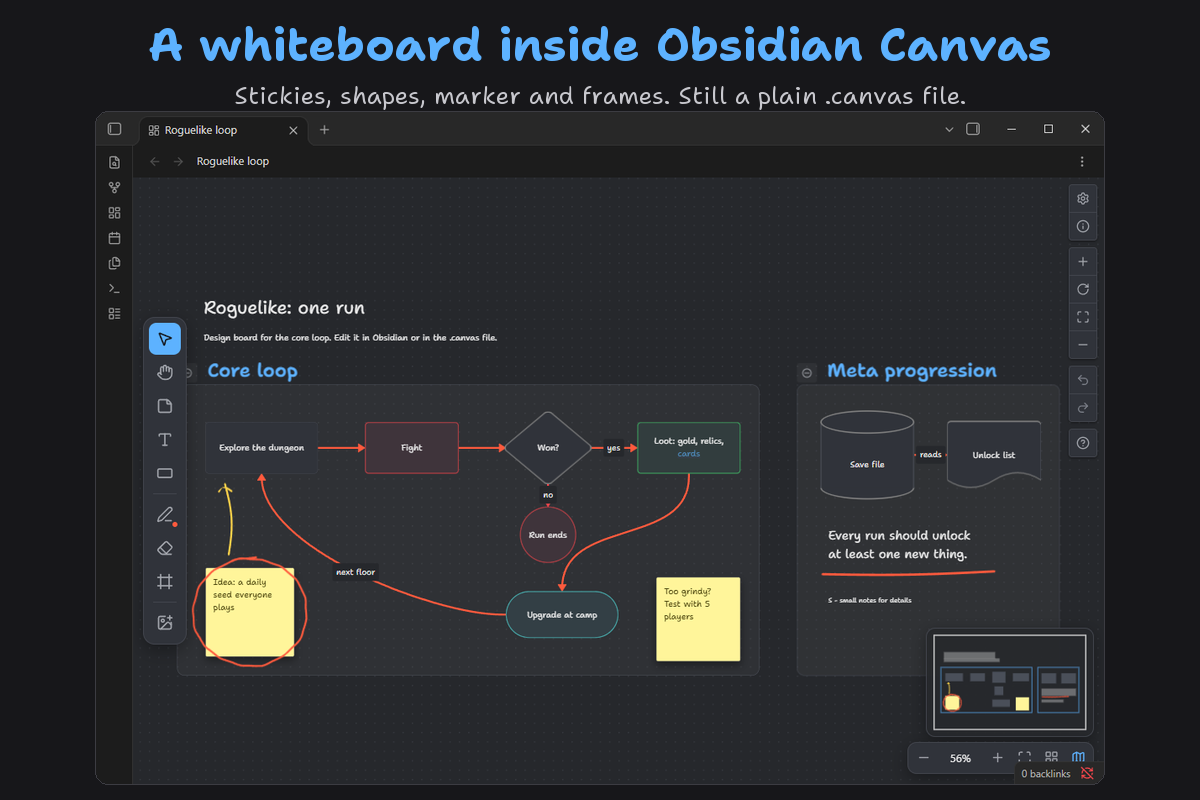 A whiteboard inside Obsidian Canvas
Stickies, shapes, marker and frames. Still a plain .canvas file.
Roguelike loop
Roguelike loop
Roguelike: one run
Design board for the core loop. Edit it in Obsidian or in the .canvas file.
Core loop
Explore the dungeon
Fight
Won?
yes
Loot: gold, relics,
cards
no
Run ends
next floor
Idea: a daily
seed everyone
plays
Upgrade at camp
Too grindy?
Test with 5
players
Meta progression
Save file
reads
Unlock list
Every run should unlock
at least one new thing.
S - small notes for details
56%
0 backlinks